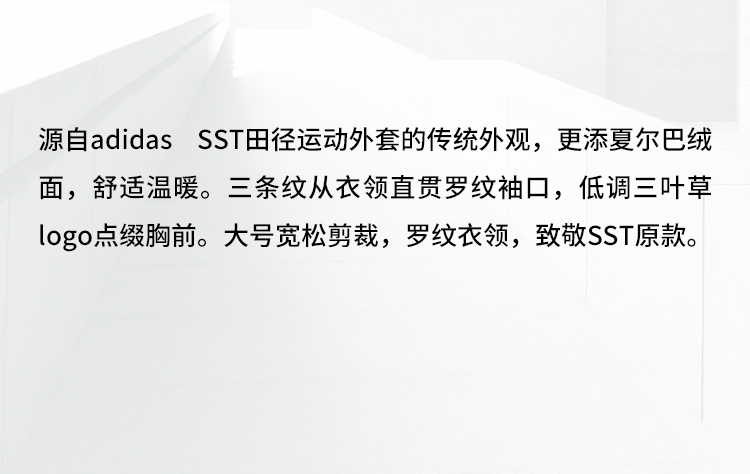 源自adidas SST田径运动外套的传统外观，更添夏尔巴绒
面，舒适温暖。三条纹从衣领直贯罗纹袖口，低调三叶草
logo点缀胸前。大号宽松剪裁，罗纹衣领，致敬SST原款。